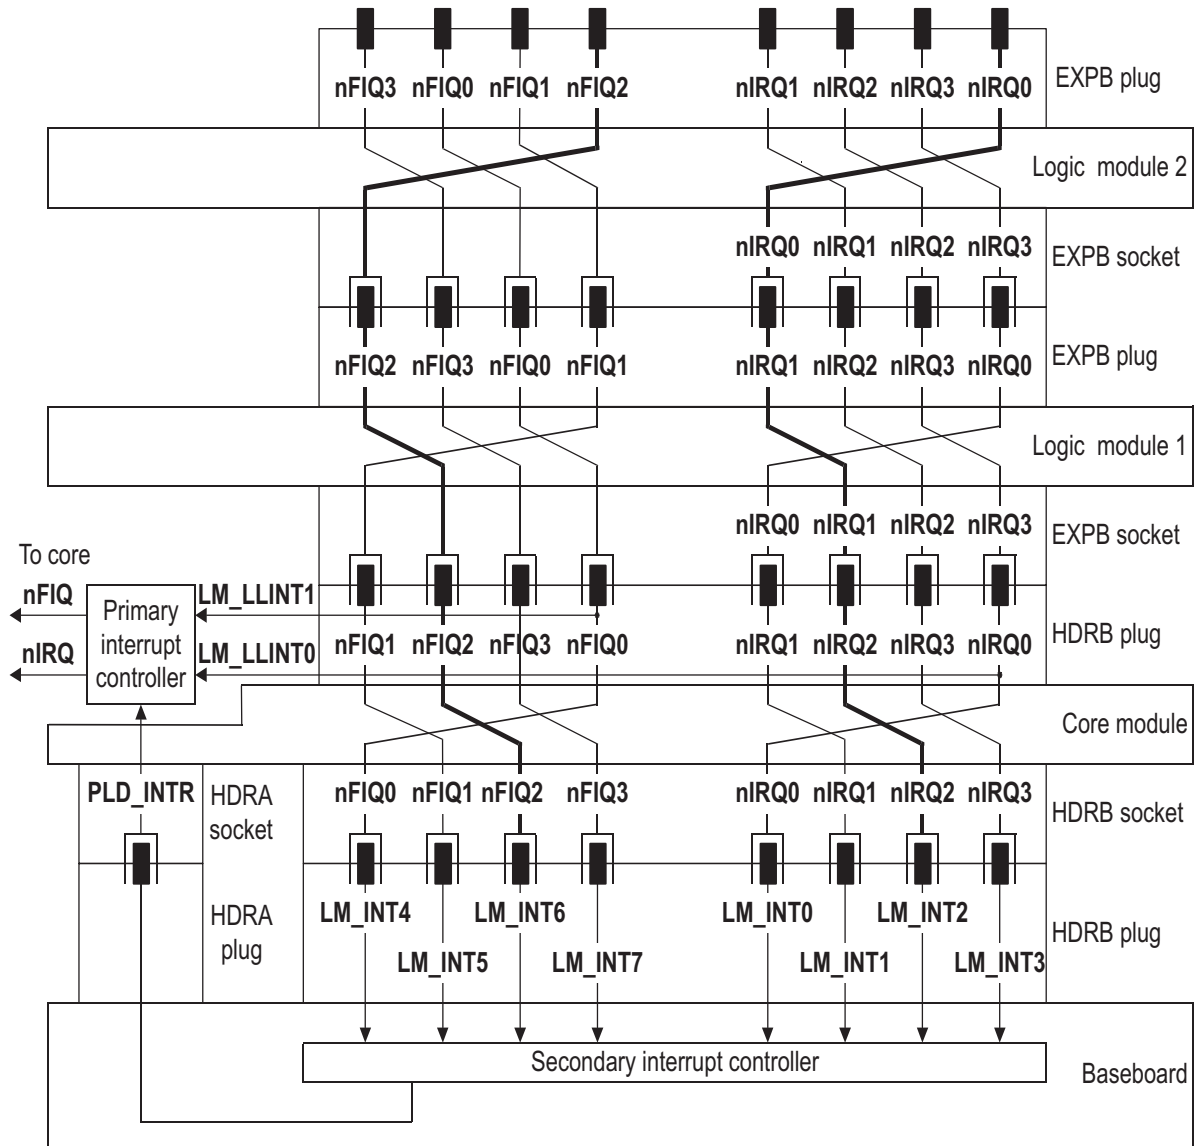 nFIQ3 nFIQ0 nFIQ1 nFIQ2 nIRQ1 nIRQ2 nIRQ3 nIRQ0 EXPB plug
Logic module 2
nIRQ0 nIRQ1 nIRQ2 nIRQ3 EXPB socket
nFIQ2 nFIQ3 nFIQ0 nFIQ1 nIRQ1 nIRQ2 nIRQ3 nIRQ0 EXPB plug
Logic module 1
nIRQ0 nIRQ1 nIRQ2 nIRQ3 EXPB socket
To core
nFIQ
nIRQ
Primary
interrupt
controller
LM_LLINT1
LM_LLINT0
nFIQ1 nFIQ2 nFIQ3 nFIQ0 nIRQ1 nIRQ2 nIRQ3 nIRQ0 HDRB plug
Core module
PLD_INTR
HDRA
socket
nFIQ0 nFIQ1 nFIQ2 nFIQ3 nIRQ0 nIRQ1 nIRQ2 nIRQ3 HDRB socket
HDRA
plug
LM_INT4 LM_INT6 LM_INT0 LM_INT2
HDRB plug
LM_INT5 LM_INT7 LM_INT1 LM_INT3
Secondary interrupt controller
Baseboard